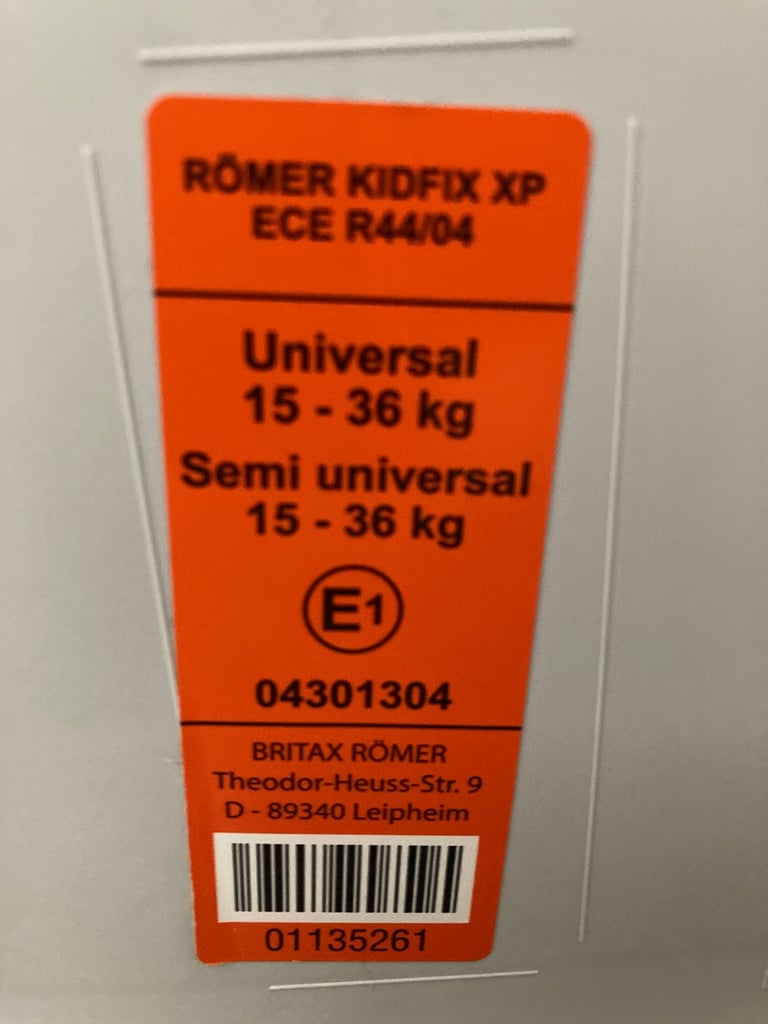 RÖMER KIDFIX XP
ECE R44/04
Universal
15 - 36 kg
Semi universal
15 - 36 kg
E1
04301304
BRITAX RÖMER
Theodor-Heuss-Str. 9
D - 89340 Leipheim
01135261